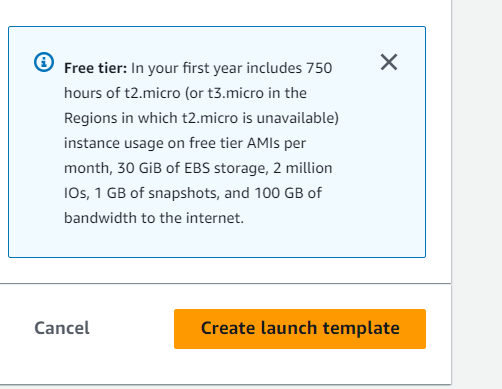 Free tier: In your first year includes 750
hours of t2.micro (or t3.micro in the
Regions in which t2.micro is unavailable)
instance usage on free tier AMIs per
month, 30 GiB of EBS storage, 2 million
IOs, 1 GB of snapshots, and 100 GB of
bandwidth to the internet.
Cancel
Create launch template